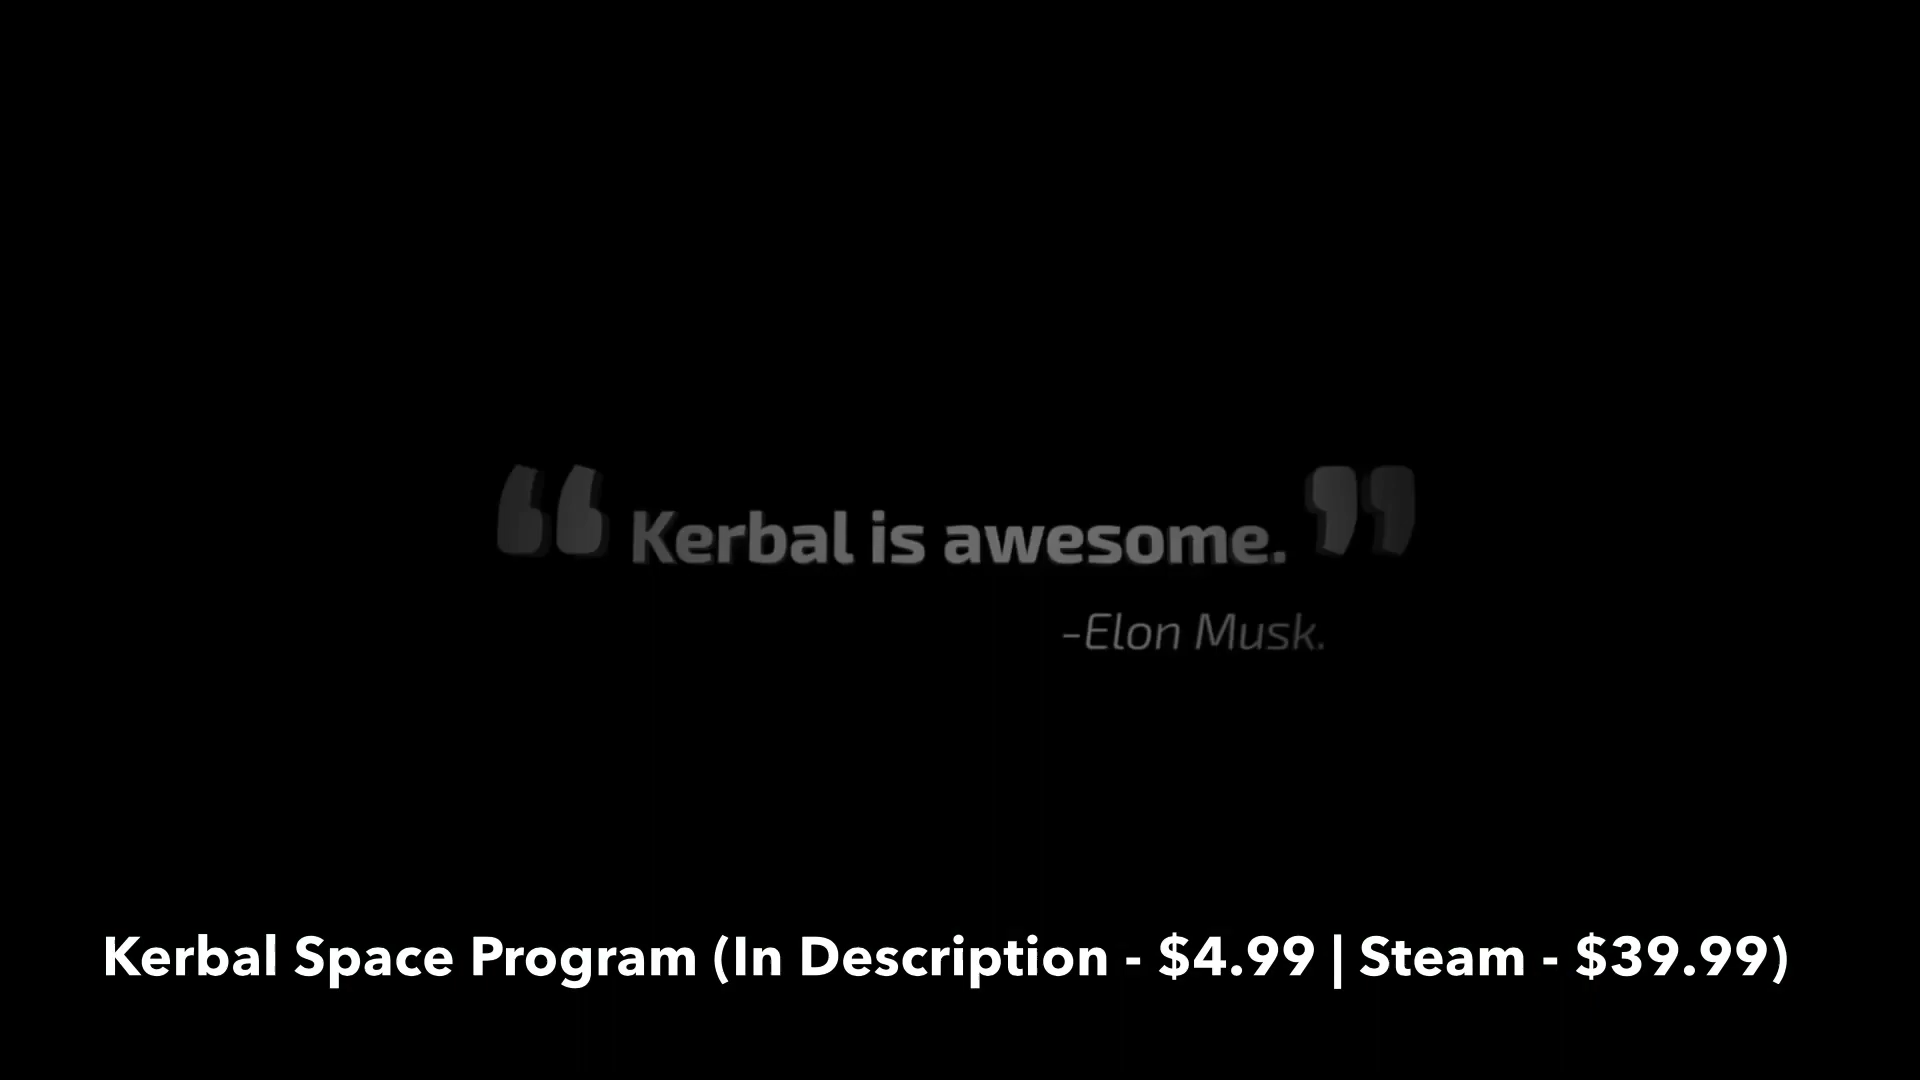 “Kerbal is awesome.”
-Elon Musk.
Kerbal Space Program (In Description - $4.99 | Steam - $39.99)